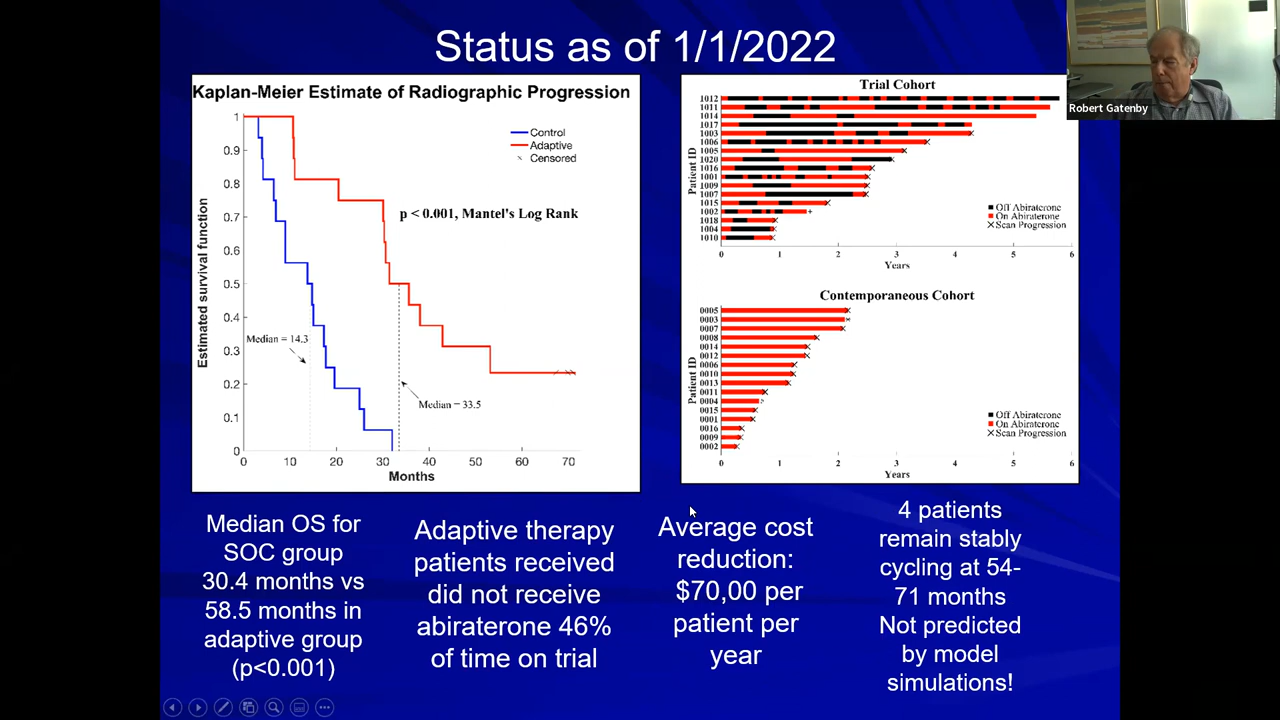 Status as of 1/1/2022
Robert Gatenby
Kaplan-Meier Estimate of Radiographic Progression
Estimated survival function
1
0.9
0.8
0.7
0.6
0.5
0.4
0.3
0.2
0.1
0
Control
Adaptive
Censored
p < 0.001, Mantel's Log Rank
Median = 14.3
Median = 33.5
0 10 20 30 40 50 60 70
Months
Trial Cohort
Patient ID
1012
1011
1014
1017
1003
1006
1005
1020
1016
1001
1009
1007
1015
1002
1018
1004
1010
Off Abiraterone
On Abiraterone
Scan Progression
0 1 2 3 4 5 6
Years
Contemporaneous Cohort
Patient ID
0005
0003
0007
0008
0014
0012
0006
0010
0013
0011
0004
0015
0001
0016
0009
0002
Off Abiraterone
On Abiraterone
Scan Progression
0 1 2 3 4 5 6
Years
Median OS for
SOC group
30.4 months vs
58.5 months in
adaptive group
(p<0.001)
Adaptive therapy
patients received
did not receive
abiraterone 46%
of time on trial
Average cost
reduction:
$70,00 per
patient per
year
4 patients
remain stably
cycling at 54-
71 months
Not predicted
by model
simulations!